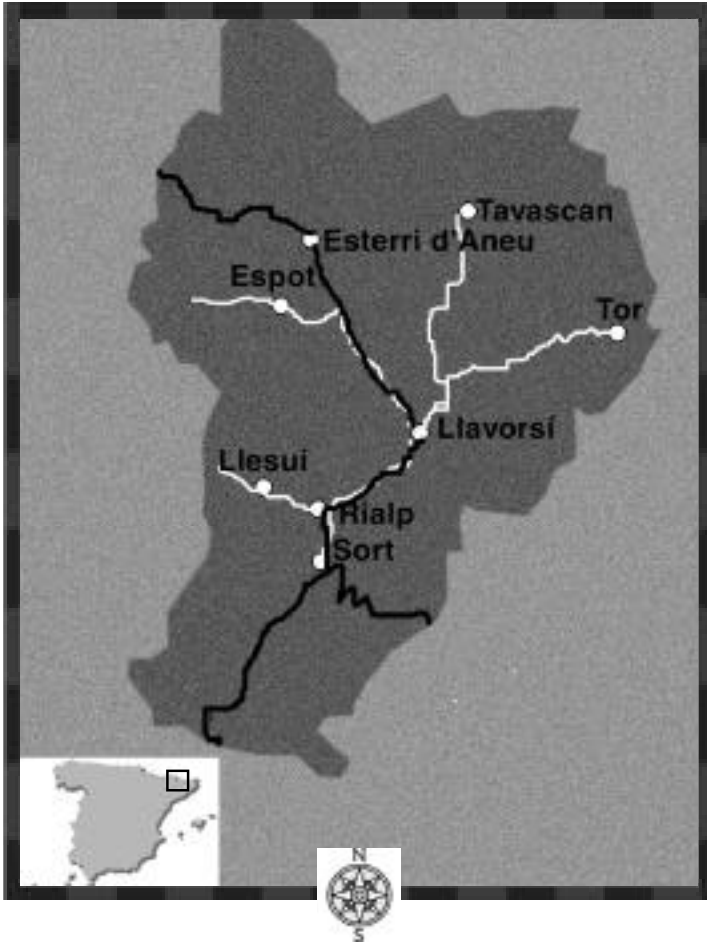 Tavascan
Esterri d'Aneu
Espot
Tor
Llavorsí
Llesui
Rialp
Sort
N
S